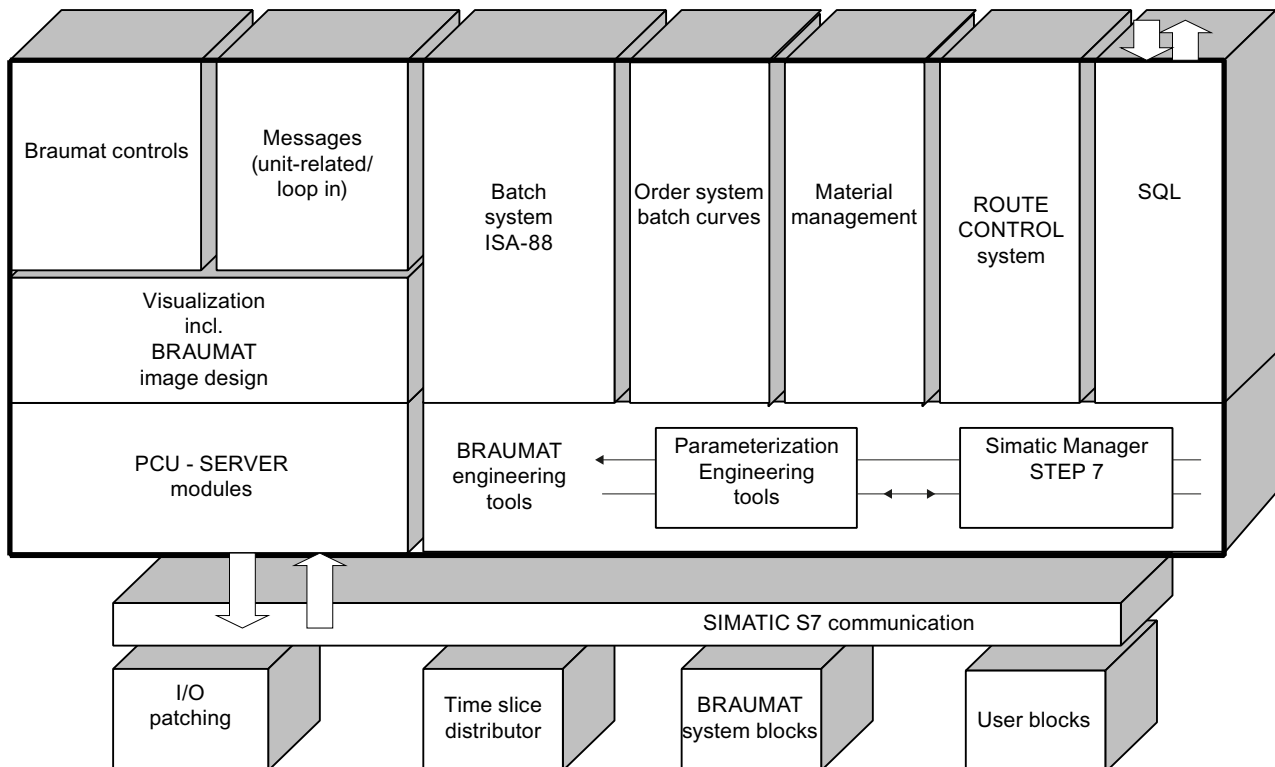 Braumat controls
Messages
(unit-related/
loop in)
Batch
system
ISA-88
Order system
batch curves
Material
management
ROUTE
CONTROL
system
SQL
Visualization
incl.
BRAUMAT
image design
PCU - SERVER
modules
BRAUMAT
engineering
tools
Parameterization
Engineering
tools
Simatic Manager
STEP 7
SIMATIC S7 communication
I/O
patching
Time slice
distributor
BRAUMAT
system blocks
User blocks